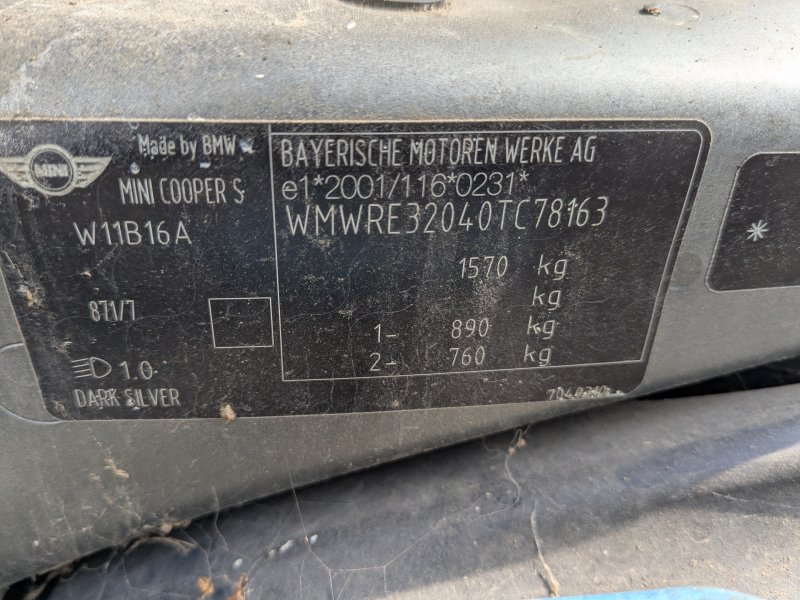 MINI
Made by BMW
MINI COOPER S
W11B16A
871/7
1.0
DARK SILVER
BAYERISCHE MOTOREN WERKE AG
e1*2001/116*0231*
WMWRE32040TC78163
1570 kg
kg
1- 890 kg
2- 760 kg
*